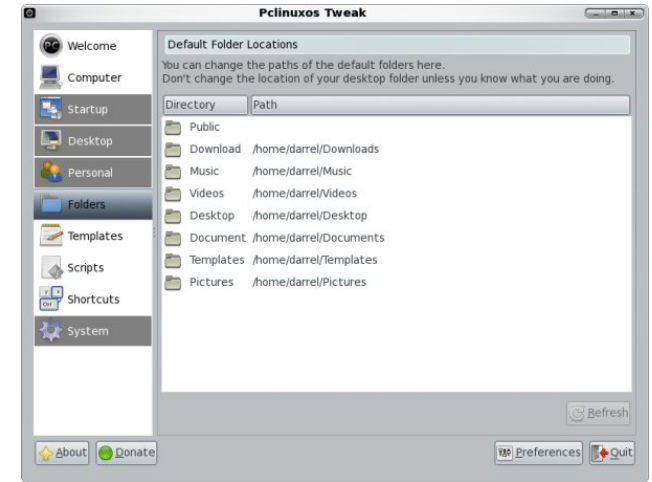 Pclinuxos Tweak
Welcome
Computer
Startup
Desktop
Personal
Folders
Templates
Scripts
Shortcuts
System
Default Folder Locations
You can change the paths of the default folders here.
Don't change the location of your desktop folder unless you know what you are doing.
Directory Path
Public
Download /home/darrel/Downloads
Music /home/darrel/Music
Videos /home/darrel/Videos
Desktop /home/darrel/Desktop
Document /home/darrel/Documents
Templates /home/darrel/Templates
Pictures /home/darrel/Pictures
Refresh
About Donate Preferences Quit